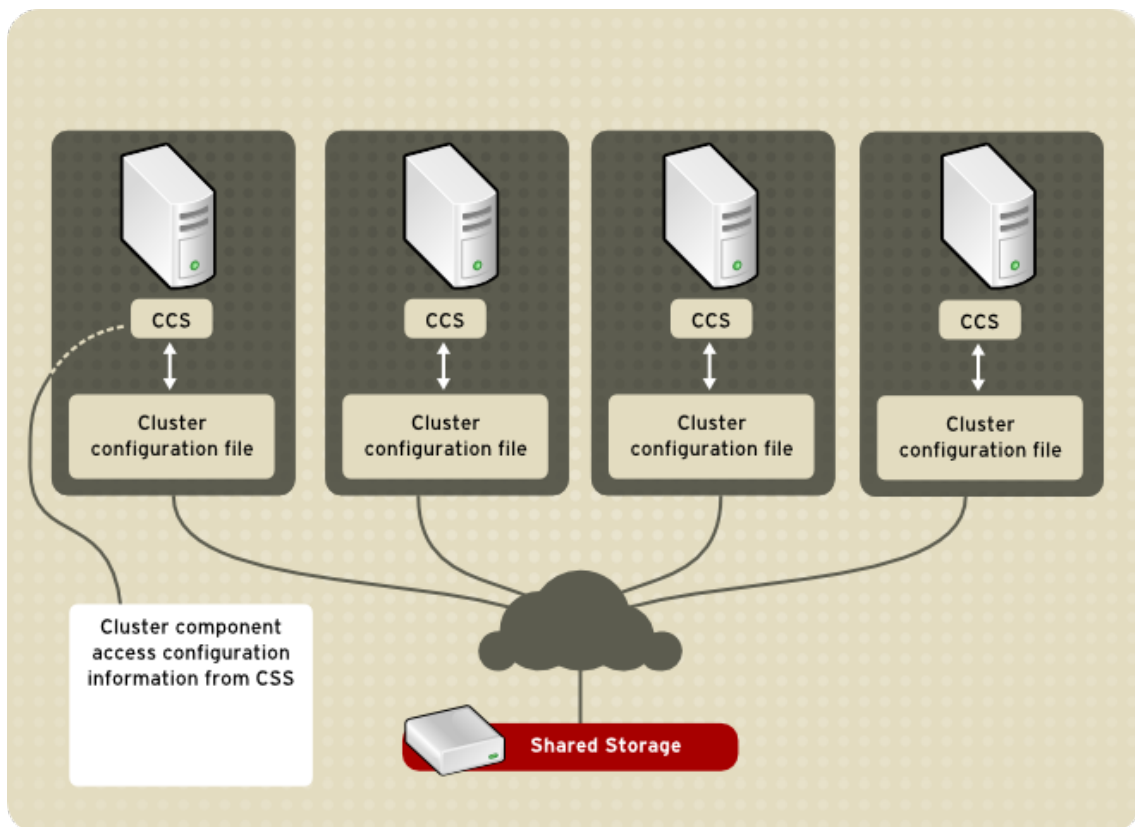 CCS
CCS
CCS
CCS
Cluster
configuration file
Cluster
configuration file
Cluster
configuration file
Cluster
configuration file
Cluster component
access configuration
information from CSS
Shared Storage